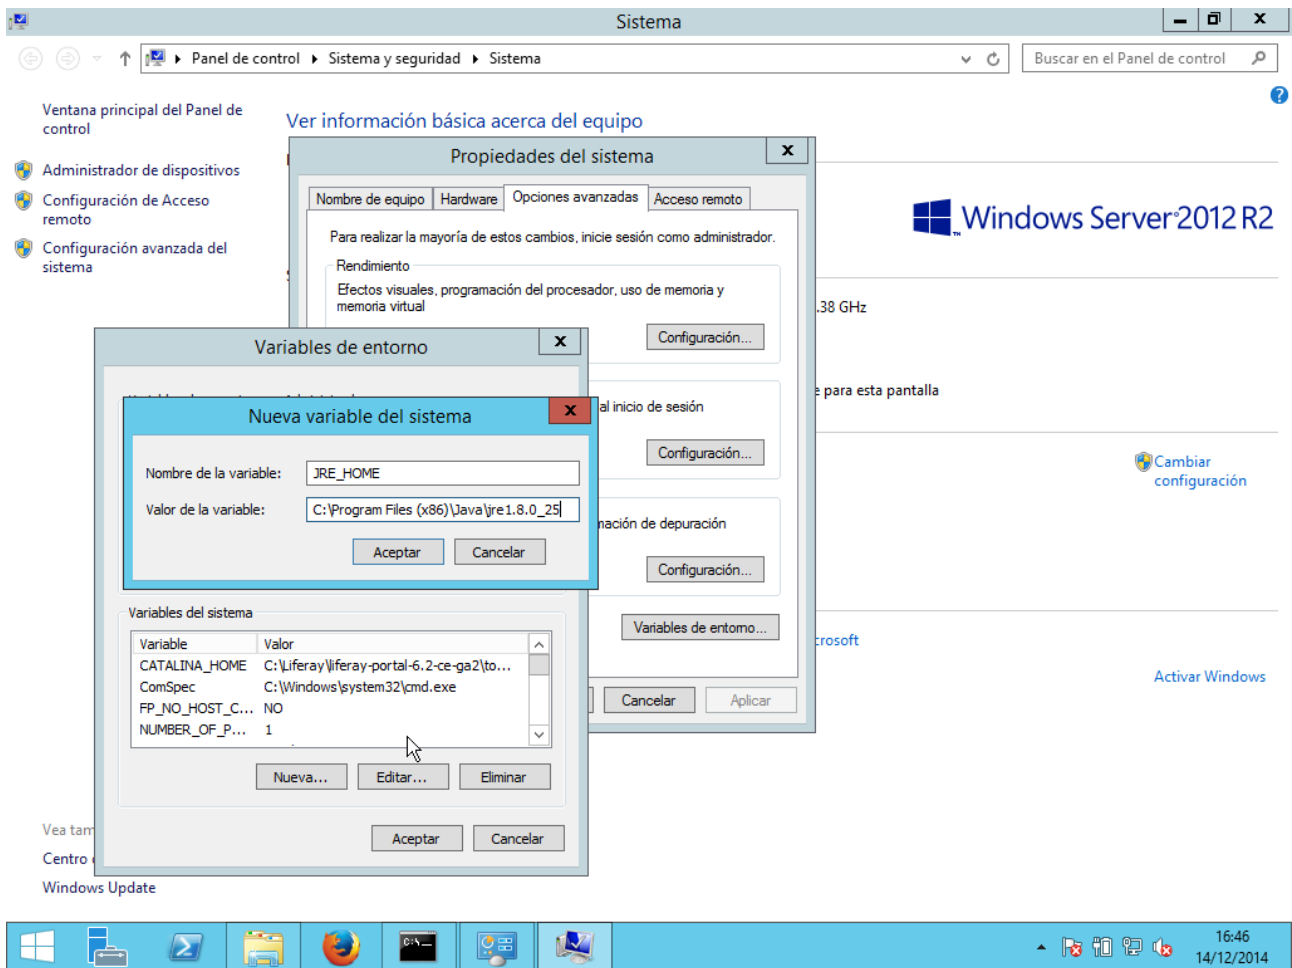 Sistema
Panel de control
Sistema y seguridad
Sistema
Buscar en el Panel de control
Ventana principal del Panel de
control
Administrador de dispositivos
Configuración de Acceso
remoto
Configuración avanzada del
sistema
Ver información básica acerca del equipo
Windows Server 2012 R2
.38 GHz
para esta pantalla
Cambiar
configuración
Activar Windows
Propiedades del sistema
Nombre de equipo
Hardware
Opciones avanzadas
Acceso remoto
Para realizar la mayoría de estos cambios, inicie sesión como administrador.
Rendimiento
Efectos visuales, programación del procesador, uso de memoria y
memoria virtual
Configuración...
al inicio de sesión
Configuración...
mación de depuración
Configuración...
Variables de entorno...
Cancelar
Aplicar
Variables de entorno
Nueva variable del sistema
Nombre de la variable:
JRE_HOME
Valor de la variable:
C:\Program Files (x86)\Java\jre1.8.0_25
Aceptar
Cancelar
Variables del sistema
Variable Valor
CATALINA_HOME C:\Liferay\liferay-portal-6.2-ce-ga2\to...
ComSpec C:\Windows\system32\cmd.exe
FP_NO_HOST_C... NO
NUMBER_OF_P... 1
Nueva...
Editar...
Eliminar
Aceptar
Cancelar
Vea tam
Centro
Windows Update
16:46
14/12/2014